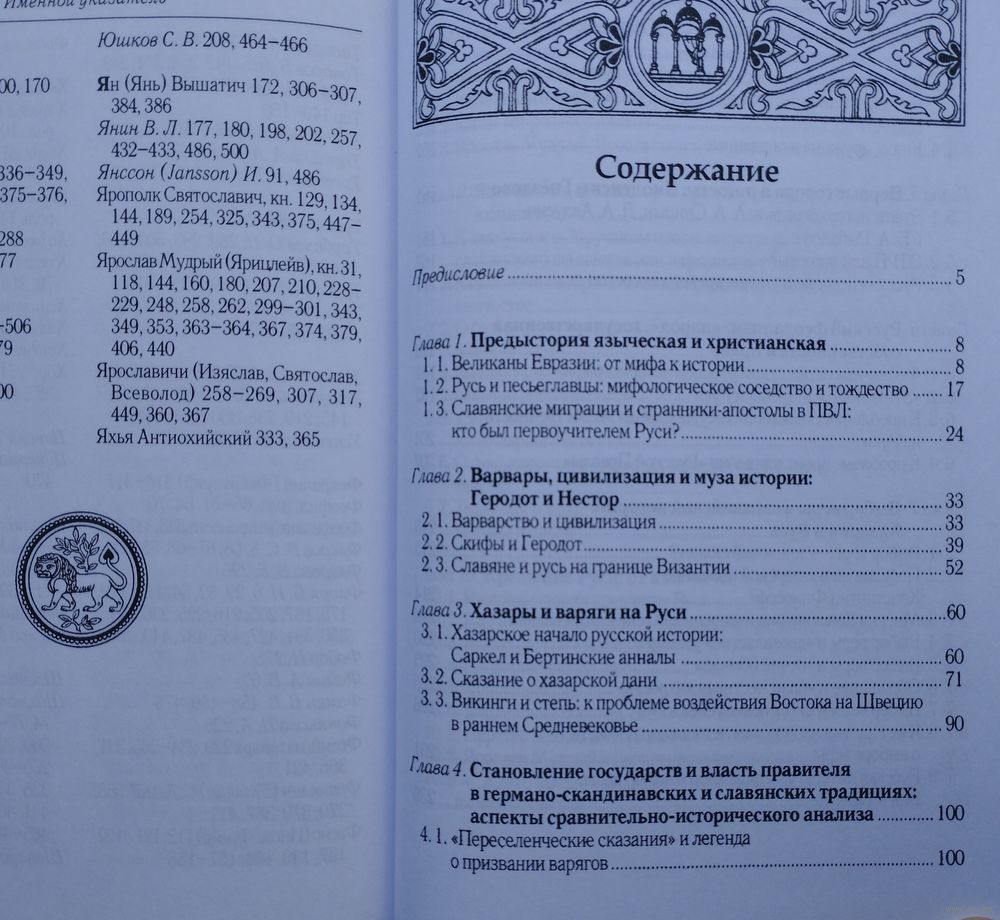 Именной указатель
00, 170
336–349,
375–376,
288
77
–506
79
00
Юшков С. В. 208, 464–466
Ян (Янь) Вышатич 172, 306–307,
384, 386
Янин В. Л. 177, 180, 198, 202, 257,
432–433, 486, 500
Янссон (Jansson) И. 91, 486
Ярополк Святославич, кн. 129, 134,
144, 189, 254, 325, 343, 375, 447–
449
Ярослав Мудрый (Ярицлейв), кн. 31,
118, 144, 160, 180, 207, 210, 228–
229, 248, 258, 262, 299–301, 343,
349, 353, 363–364, 367, 374, 379,
406, 440
Ярославичи (Изяслав, Святослав,
Всеволод) 258–269, 307, 317,
449, 360, 367
Яхья Антиохийский 333, 365
Содержание
Предисловие 5
Глава 1. Предыстория языческая и христианская 8
1. 1. Великаны Евразии: от мифа к истории 8
1. 2. Русь и песьеглавцы: мифологическое соседство и тождество 17
1. 3. Славянские миграции и странники-апостолы в ПВЛ:
кто был первоучителем Руси? 24
Глава 2. Варвары, цивилизация и муза истории:
Геродот и Нестор 33
2. 1. Варварство и цивилизация 33
2. 2. Скифы и Геродот 39
2. 3. Славяне и русь на границе Византии 52
Глава 3. Хазары и варяги на Руси 60
3. 1. Хазарское начало русской истории:
Саркел и Бертинские анналы 60
3. 2. Сказание о хазарской дани 71
3. 3. Викинги и степь: к проблеме воздействия Востока на Швецию
в раннем Средневековье 90
Глава 4. Становление государств и власть правителя
в германо-скандинавских и славянских традициях:
аспекты сравнительно-исторического анализа 100
4. 1. «Переселенческие сказания» и легенда
о призвании варягов 100